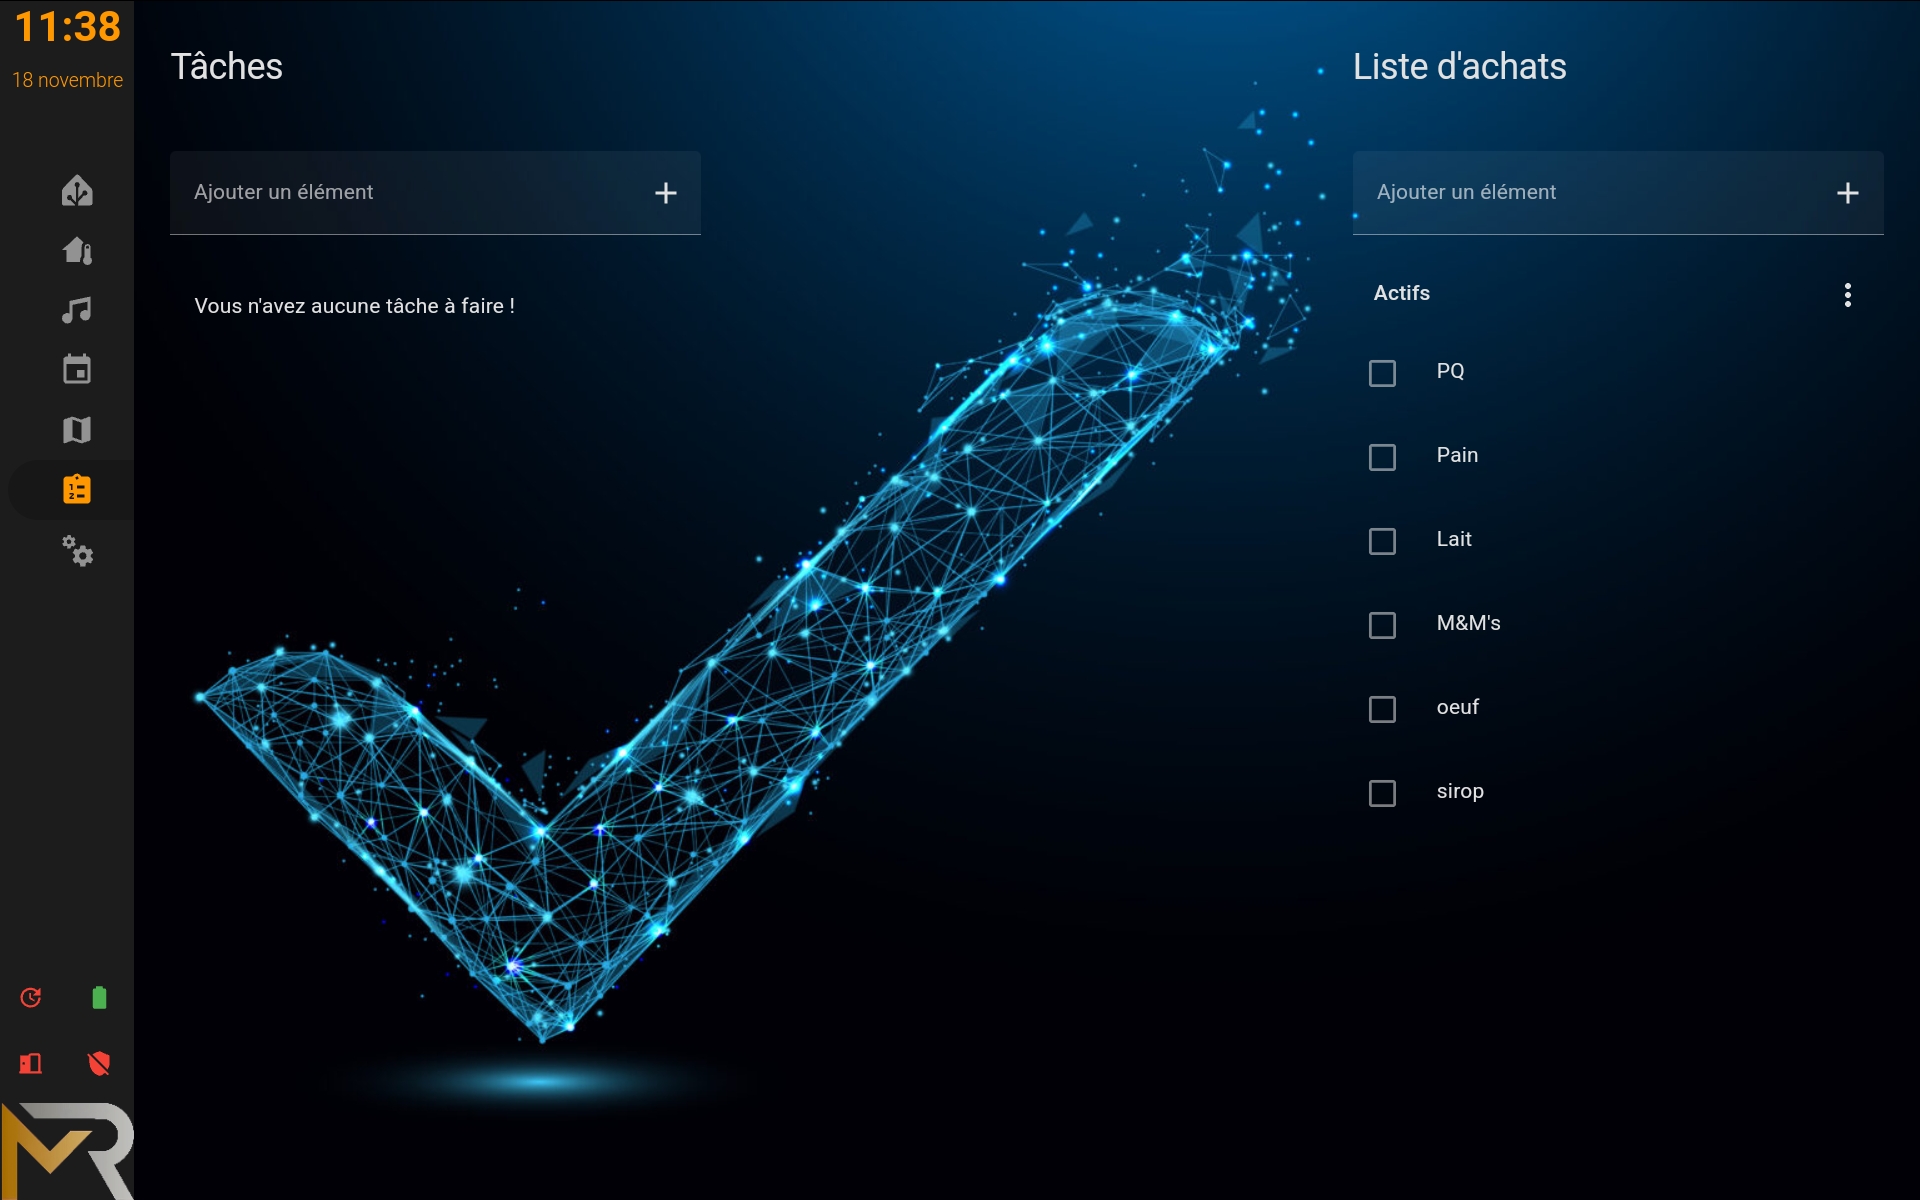 11:38
18 novembre
Tâches
Ajouter un élément
Vous n'avez aucune tâche à faire !
Liste d'achats
Ajouter un élément
Actifs
PQ
Pain
Lait
M&M's
oeuf
sirop
MR